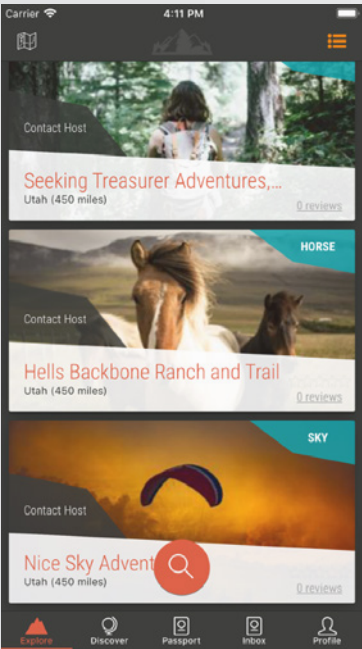 Carrier 4:11 PM
Contact Host
Seeking Treasurer Adventures,...
Utah (450 miles)
0 reviews
HORSE
Contact Host
Hells Backbone Ranch and Trail
Utah (450 miles)
0 reviews
SKY
Contact Host
Nice Sky Advent
Utah (450 miles)
0 reviews
Explore Discover Passport Inbox Profile